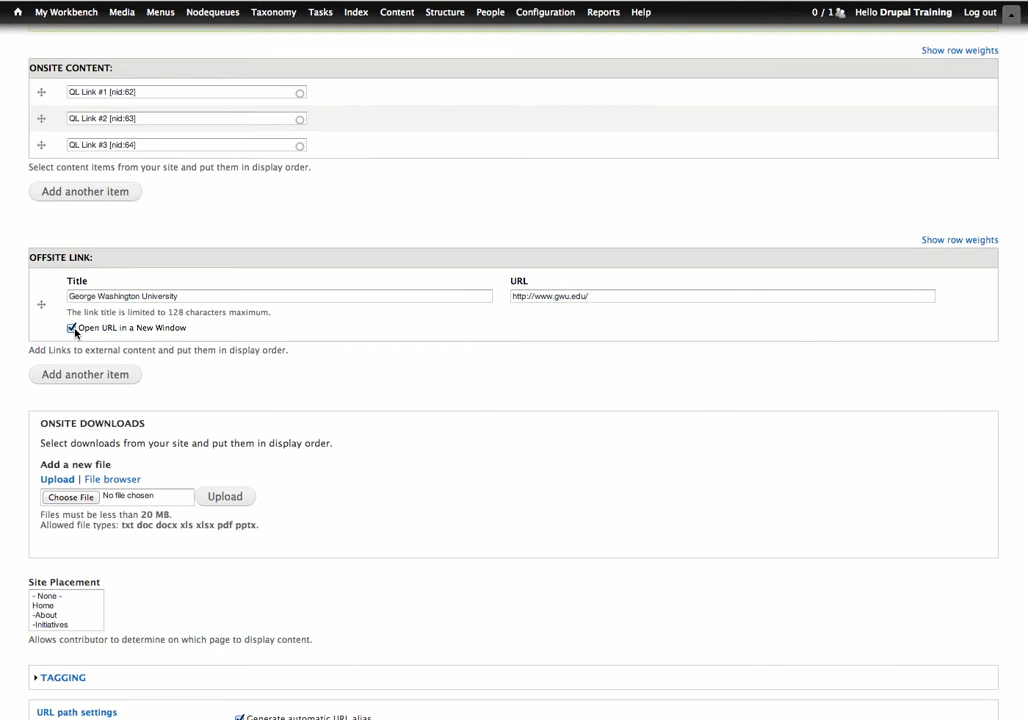 My Workbench Media Menus Nodequeues Taxonomy Tasks Index Content Structure People Configuration Reports Help 0 / 1 Hello Drupal Training Log out
Show row weights
ONSITE CONTENT:
QL Link #1 [nid:62]
QL Link #2 [nid:63]
QL Link #3 [nid:64]
Select content items from your site and put them in display order.
Add another item
Show row weights
OFFSITE LINK:
Title URL
George Washington University http://www.gwu.edu/
The link title is limited to 128 characters maximum.
Open URL in a New Window
Add Links to external content and put them in display order.
Add another item
ONSITE DOWNLOADS
Select downloads from your site and put them in display order.
Add a new file
Upload | File browser
Choose File No file chosen Upload
Files must be less than 20 MB.
Allowed file types: txt doc docx xls xlsx pdf pptx.
Site Placement
- None -
Home
-About
-Initiatives
Allows contributor to determine on which page to display content.
TAGGING
URL path settings
Generate automatic URL alias